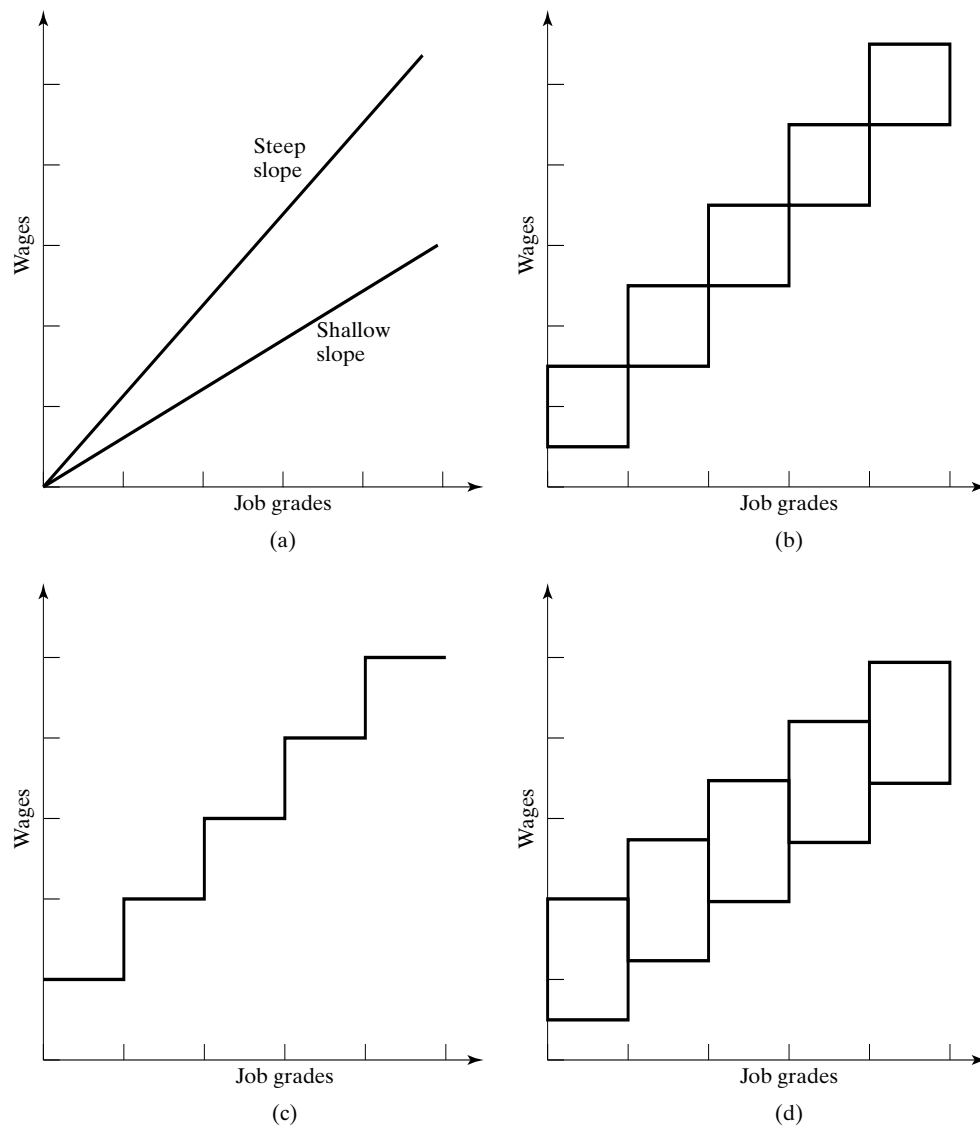 Steep
slope
Wages
Shallow
slope
Job grades
(a)
Wages
Job grades
(b)
Wages
Job grades
(c)
Wages
Job grades
(d)